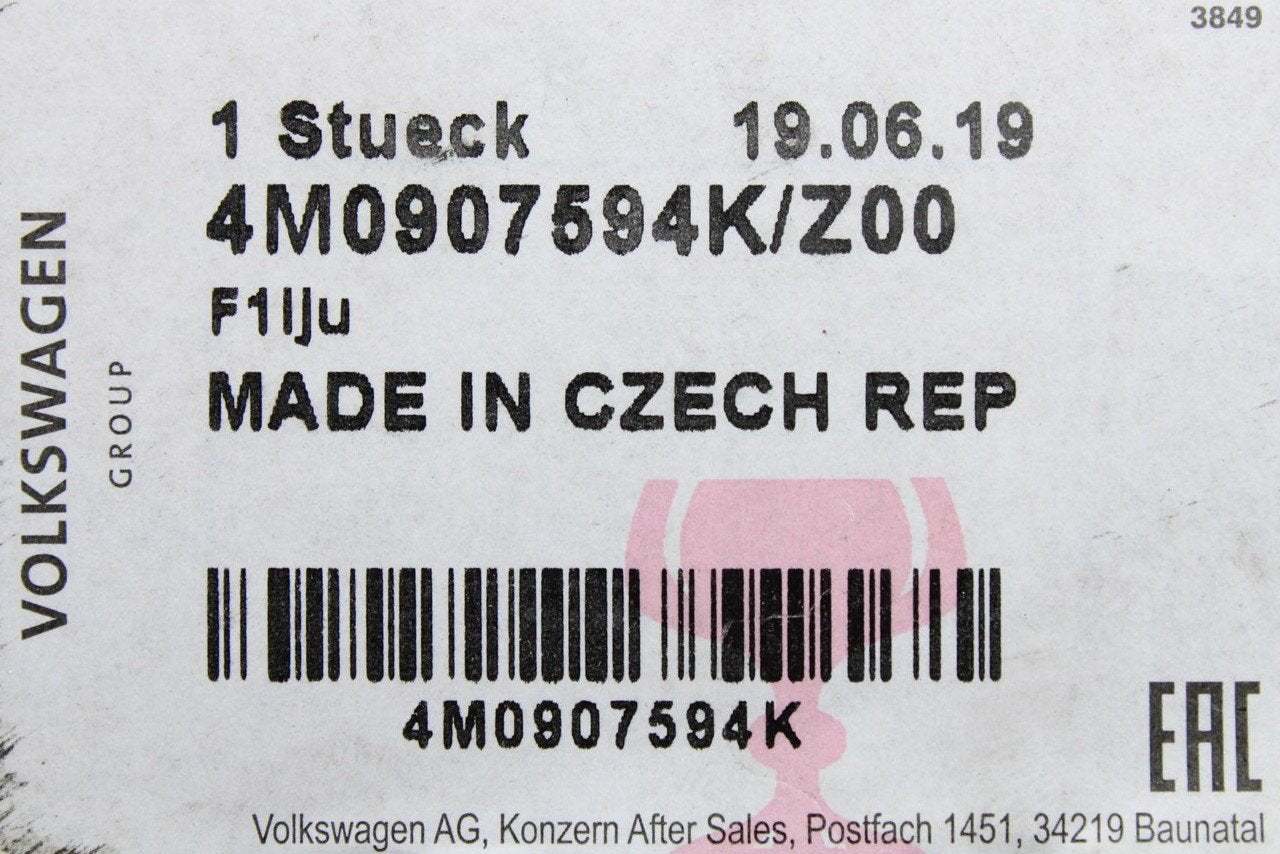 3849
1 Stueck 19.06.19
4M0907594K/Z00
F1IJu
MADE IN CZECH REP
VOLKSWAGEN
GROUP
4M0907594K
EAC
Volkswagen AG, Konzern After Sales, Postfach 1451, 34219 Baunatal